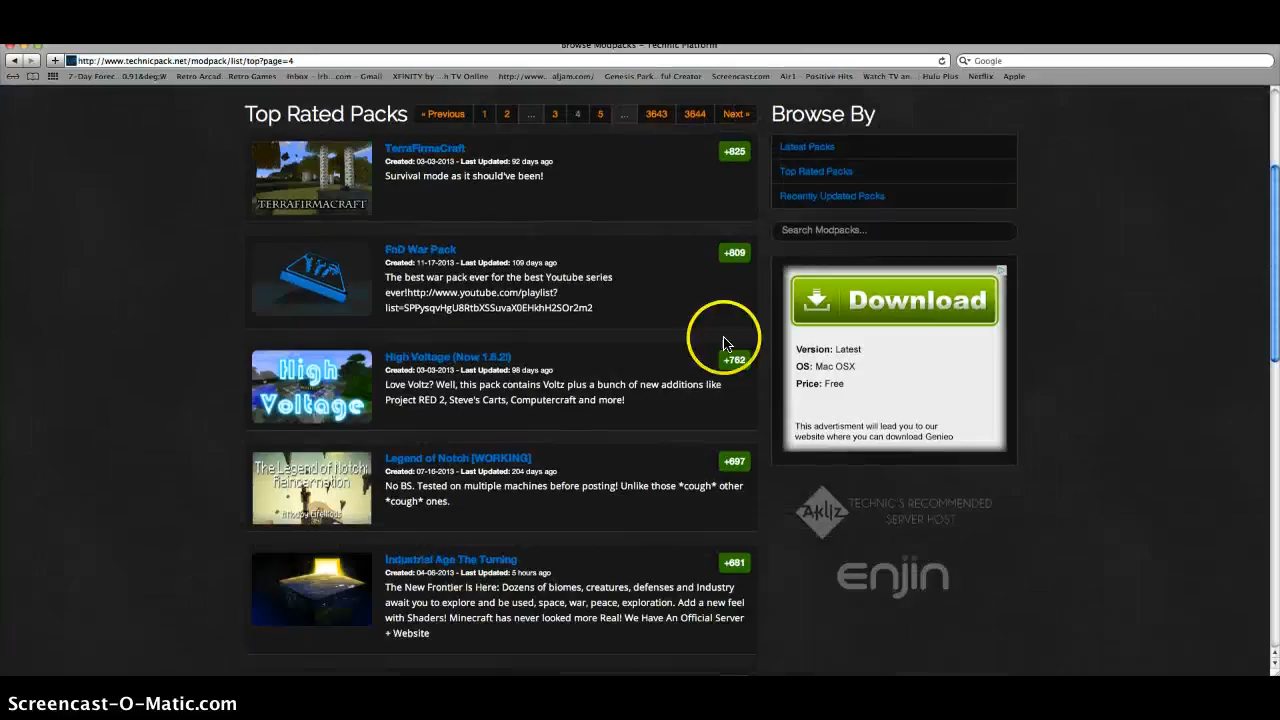 Browse Modpacks - Technic Platform
http://www.technicpack.net/modpack/list/top?page=4
Google
7-Day Forec...0.91&deg;W Retro Arcad Retro Games Inbox - lrb...com - Gmail XFINITY by ...h TV Online http://www....aljam.com/ Genesis Park...ful Creator Screencast.com Air1 - Positive Hits Watch TV an... Hulu Plus Netflix Apple
Top Rated Packs « Previous 1 2 ... 3 4 5 ... 3643 3644 Next »
TerraFirmaCraft +825
Created: 03-03-2013 - Last Updated: 92 days ago
Survival mode as it should've been!
TERRAFIRMACRAFT
FnD War Pack +809
Created: 11-17-2013 - Last Updated: 109 days ago
The best war pack ever for the best Youtube series
ever!http://www.youtube.com/playlist?
list=SPPysqvHgU8RtbXSSuvaX0EHkhH2SOr2m2
High Voltage (Now 1.6.2!) +762
Created: 03-03-2013 - Last Updated: 98 days ago
Love Voltz? Well, this pack contains Voltz plus a bunch of new additions like
Project RED 2, Steve's Carts, Computercraft and more!
High
Voltage
Legend of Notch [WORKING] +697
Created: 07-16-2013 - Last Updated: 204 days ago
No BS. Tested on multiple machines before posting! Unlike those *cough* other
*cough* ones.
The Legend of Notch:
Reincarnation
Industrial Age The Turning +681
Created: 04-06-2013 - Last Updated: 5 hours ago
The New Frontier Is Here: Dozens of biomes, creatures, defenses and Industry
await you to explore and be used, space, war, peace, exploration. Add a new feel
with Shaders! Minecraft has never looked more Real! We Have An Official Server
+ Website
Browse By
Latest Packs
Top Rated Packs
Recently Updated Packs
Search Modpacks...
Download
Version: Latest
OS: Mac OSX
Price: Free
This advertisment will lead you to our
website where you can download Genieo
Akliz
TECHNIC'S RECOMMENDED
SERVER HOST
enjin
Screencast-O-Matic.com